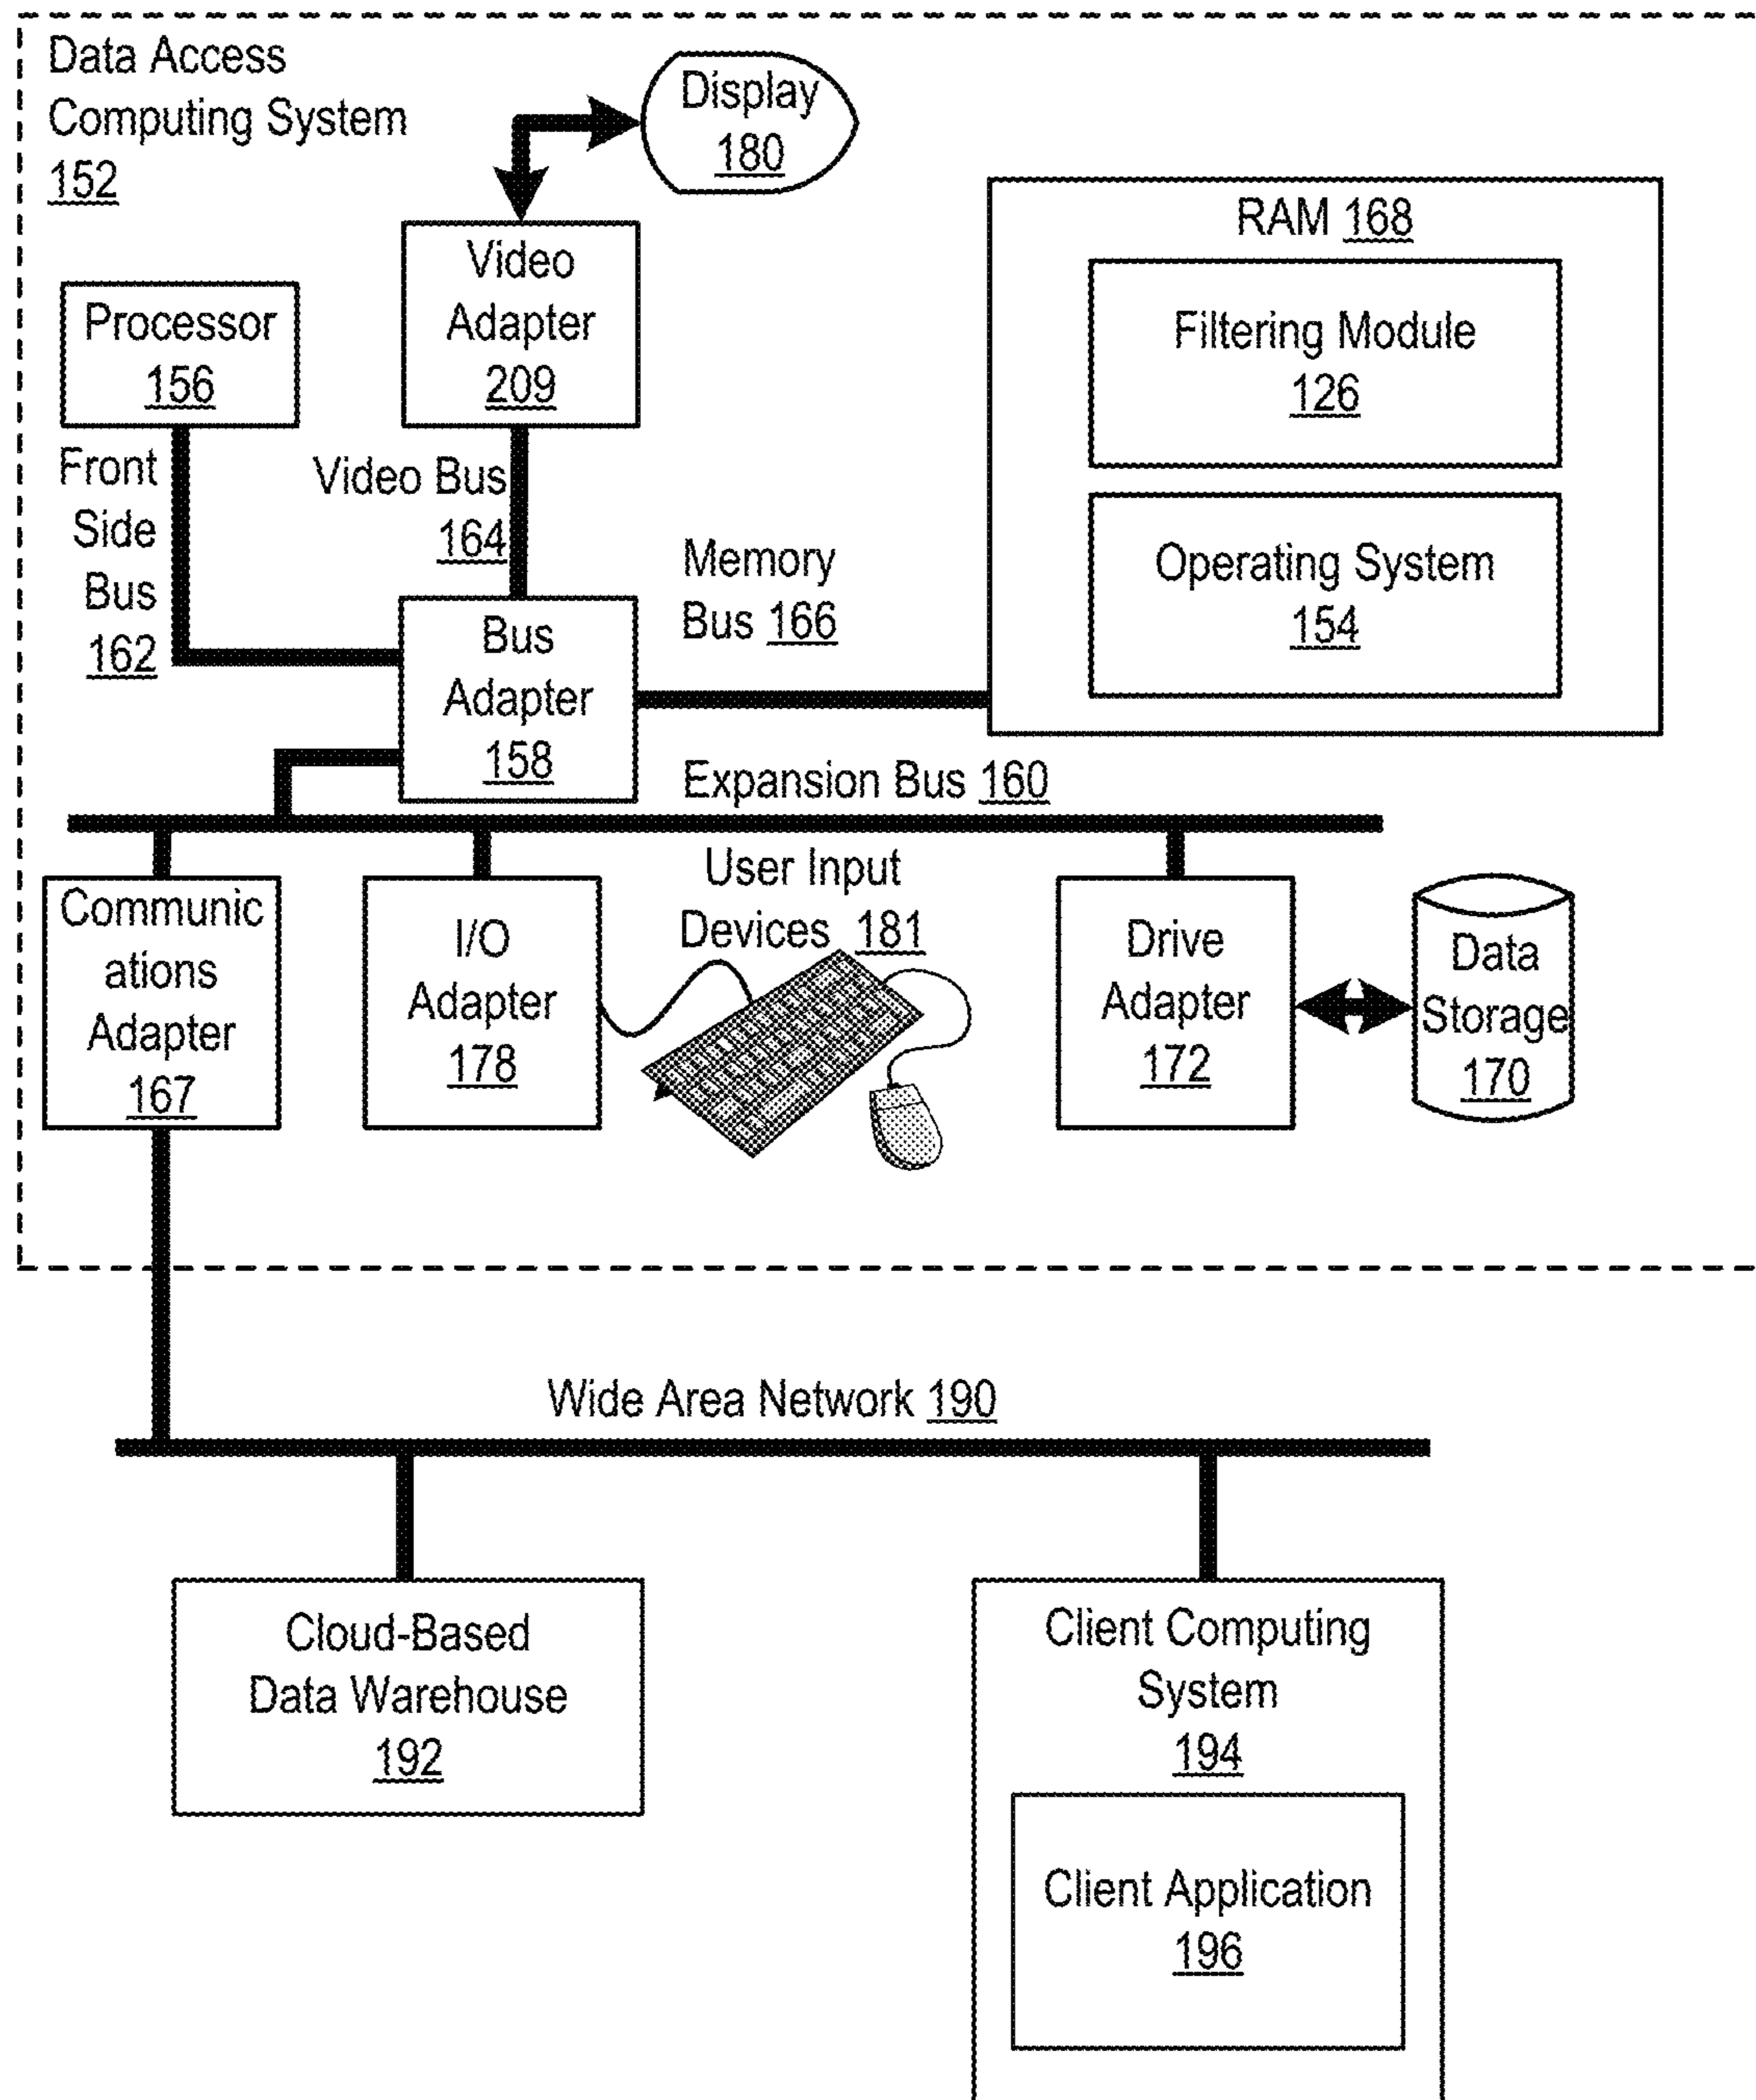 Data Access
Computing System
152
Display
180
Video
Adapter
209
Processor
156
RAM 168
Filtering Module
126
Operating System
154
Front
Side
Bus
162
Video Bus
164
Memory
Bus 166
Bus
Adapter
158
Expansion Bus 160
Communic
ations
Adapter
167
I/O
Adapter
178
User Input
Devices 181
Drive
Adapter
172
Data
Storage
170
Wide Area Network 190
Cloud-Based
Data Warehouse
192
Client Computing
System
194
Client Application
196